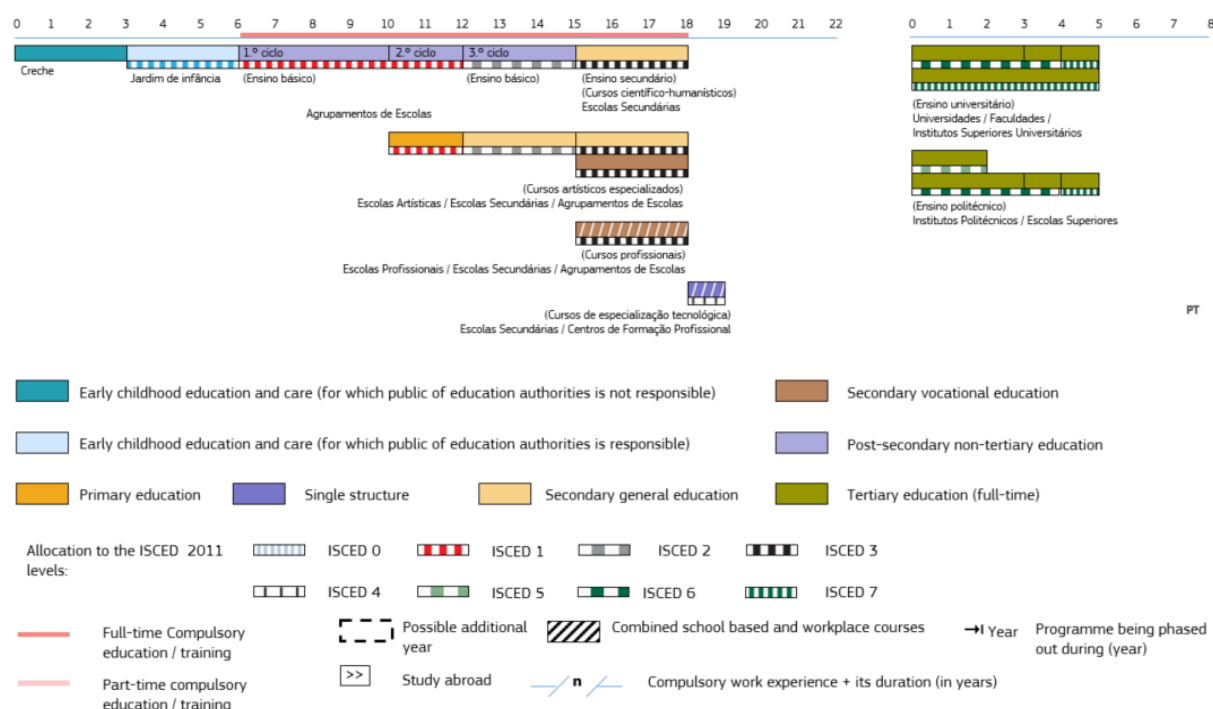 0 1 2 3 4 5 6 7 8 9 10 11 12 13 14 15 16 17 18 19 20 21 22
0 1 2 3 4 5 6 7 8
1.º ciclo 2.º ciclo 3.º ciclo
Creche
Jardim de infância
(Ensino básico)
(Ensino básico)
(Ensino secundário)
(Cursos científico-humanísticos)
Escolas Secundárias
Agrupamentos de Escolas
(Cursos artísticos especializados)
Escolas Artísticas / Escolas Secundárias / Agrupamentos de Escolas
(Cursos profissionais)
Escolas Profissionais / Escolas Secundárias / Agrupamentos de Escolas
(Cursos de especialização tecnológica)
Escolas Secundárias / Centros de Formação Profissional
(Ensino universitário)
Universidades / Faculdades /
Institutos Superiores Universitários
(Ensino politécnico)
Institutos Politécnicos / Escolas Superiores
PT
Early childhood education and care (for which public of education authorities is not responsible)
Secondary vocational education
Early childhood education and care (for which public of education authorities is responsible)
Post-secondary non-tertiary education
Primary education
Single structure
Secondary general education
Tertiary education (full-time)
Allocation to the ISCED 2011
levels:
ISCED 0
ISCED 1
ISCED 2
ISCED 3
ISCED 4
ISCED 5
ISCED 6
ISCED 7
Full-time Compulsory
education / training
Possible additional
year
Combined school based and workplace courses
Year
Programme being phased
out during (year)
Part-time compulsory
education / training
>>
Study abroad
n
Compulsory work experience + its duration (in years)